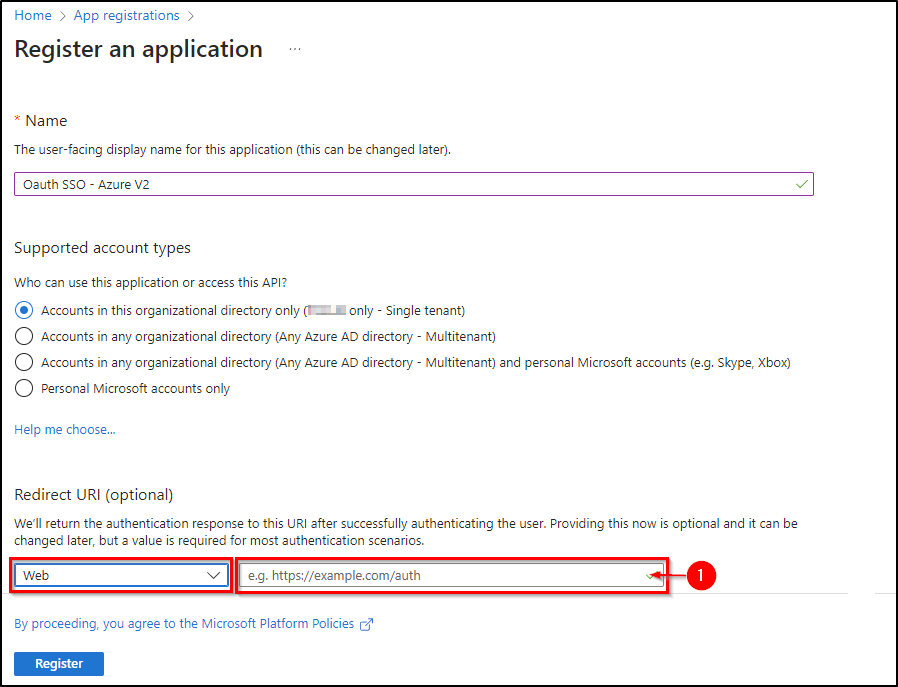 Home > App registrations >
Register an application ...
* Name
The user-facing display name for this application (this can be changed later).
Oauth SSO - Azure V2
Supported account types
Who can use this application or access this API?
Accounts in this organizational directory only ( only - Single tenant)
Accounts in any organizational directory (Any Azure AD directory - Multitenant)
Accounts in any organizational directory (Any Azure AD directory - Multitenant) and personal Microsoft accounts (e.g. Skype, Xbox)
Personal Microsoft accounts only
Help me choose...
Redirect URI (optional)
We'll return the authentication response to this URI after successfully authenticating the user. Providing this now is optional and it can be
changed later, but a value is required for most authentication scenarios.
Web
e.g. https://example.com/auth
1
By proceeding, you agree to the Microsoft Platform Policies
Register